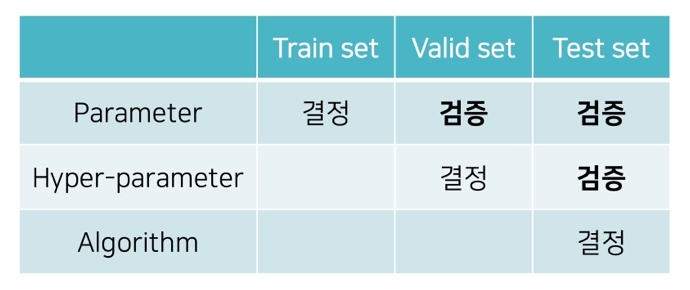 Train set Valid set Test set
Parameter 결정 검증 검증
Hyper-parameter 결정 검증
Algorithm 결정